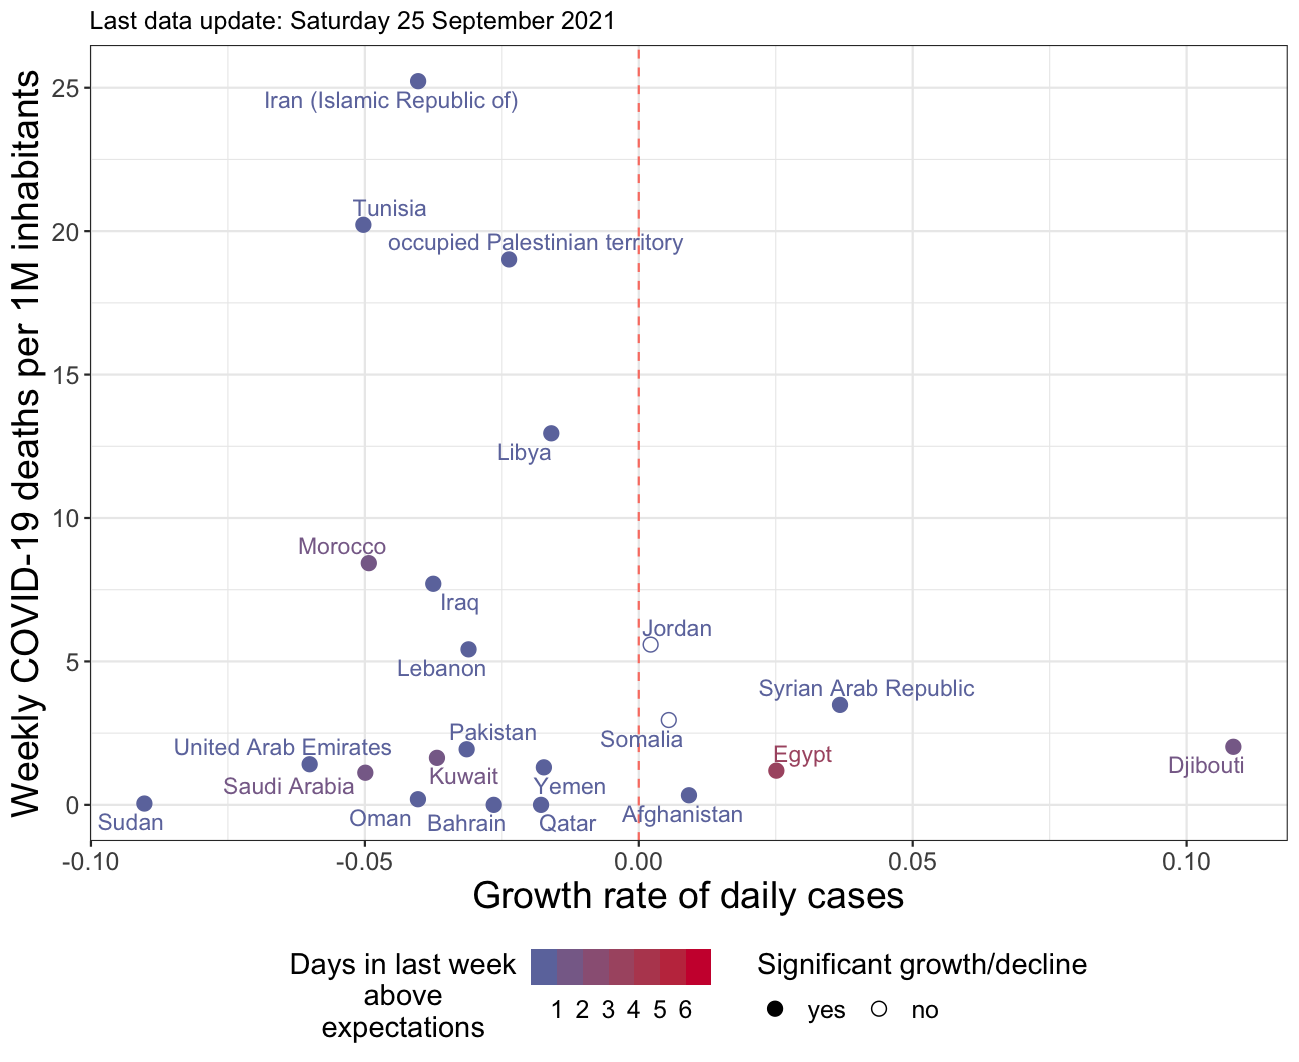 Last data update: Saturday 25 September 2021
Weekly COVID-19 deaths per 1M inhabitants
25
20
15
10
5
0
Iran (Islamic Republic of)
Tunisia
occupied Palestinian territory
Libya
Morocco
Iraq
Jordan
Lebanon
Syrian Arab Republic
Pakistan
Somalia
United Arab Emirates
Egypt
Djibouti
Saudi Arabia
Kuwait
Yemen
Sudan
Oman
Bahrain
Qatar
Afghanistan
-0.10 -0.05 0.00 0.05 0.10
Growth rate of daily cases
Days in last week
above
expectations
1 2 3 4 5 6
Significant growth/decline
yes no